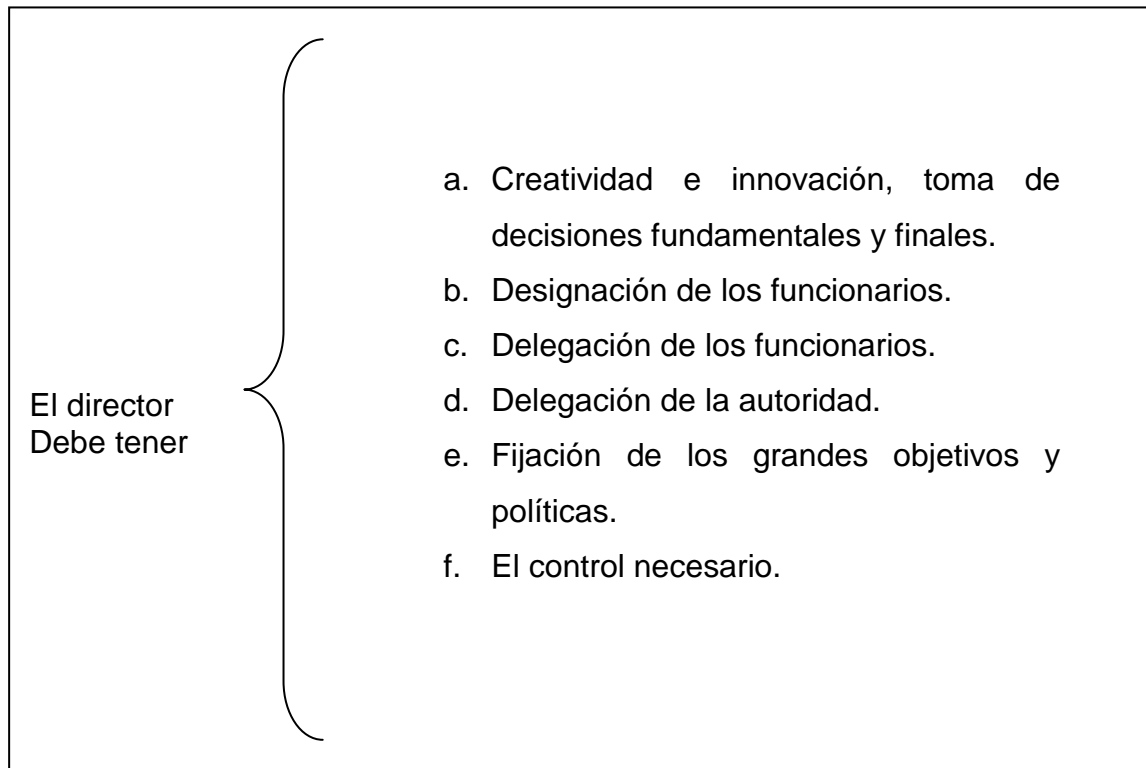 El director
Debe tener
a. Creatividad e innovación, toma de
decisiones fundamentales y finales.
b. Designación de los funcionarios.
c. Delegación de los funcionarios.
d. Delegación de la autoridad.
e. Fijación de los grandes objetivos y
políticas.
f. El control necesario.